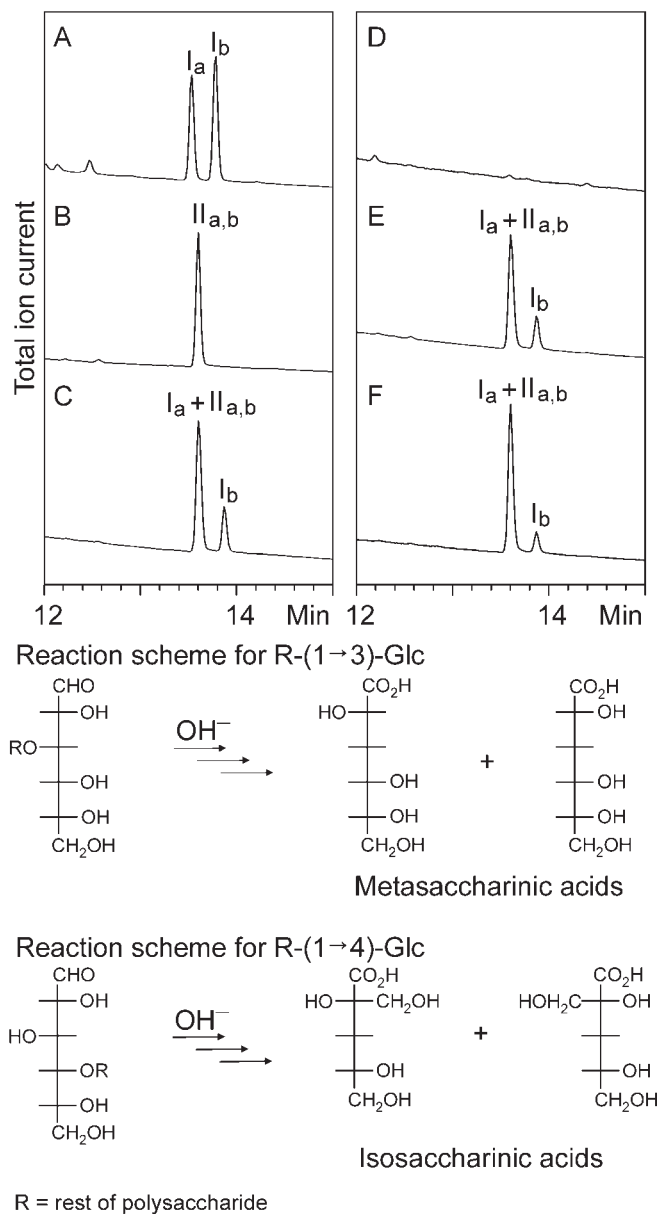 A
Ia
Ib
D
B
IIa,b
E
Ia + IIa,b
Ib
C
Ia + IIa,b
Ib
F
Ia + IIa,b
Ib
Total ion current
12
14
Min
12
14
Min
Reaction scheme for R-(1→3)-Glc
CHO
OH
RO
OH
OH
CH2OH
OH−
CO2H
HO
OH
OH
CH2OH
+
CO2H
OH
OH
OH
CH2OH
Metasaccharinic acids
Reaction scheme for R-(1→4)-Glc
CHO
OH
HO
OR
OH
CH2OH
OH−
CO2H
HO
CH2OH
OH
CH2OH
+
CO2H
HOH2C
OH
OH
CH2OH
Isosaccharinic acids
R = rest of polysaccharide